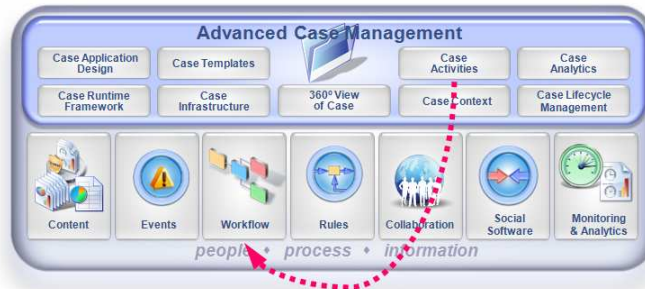 Advanced Case Management
Case Application
Design
Case Templates
Case
Activities
Case
Analytics
Case Runtime
Framework
Case
Infrastructure
360º View
of Case
Case Context
Case Lifecycle
Management
Content
Events
Workflow
Rules
Collaboration
Social
Software
Monitoring
& Analytics
people • process • information